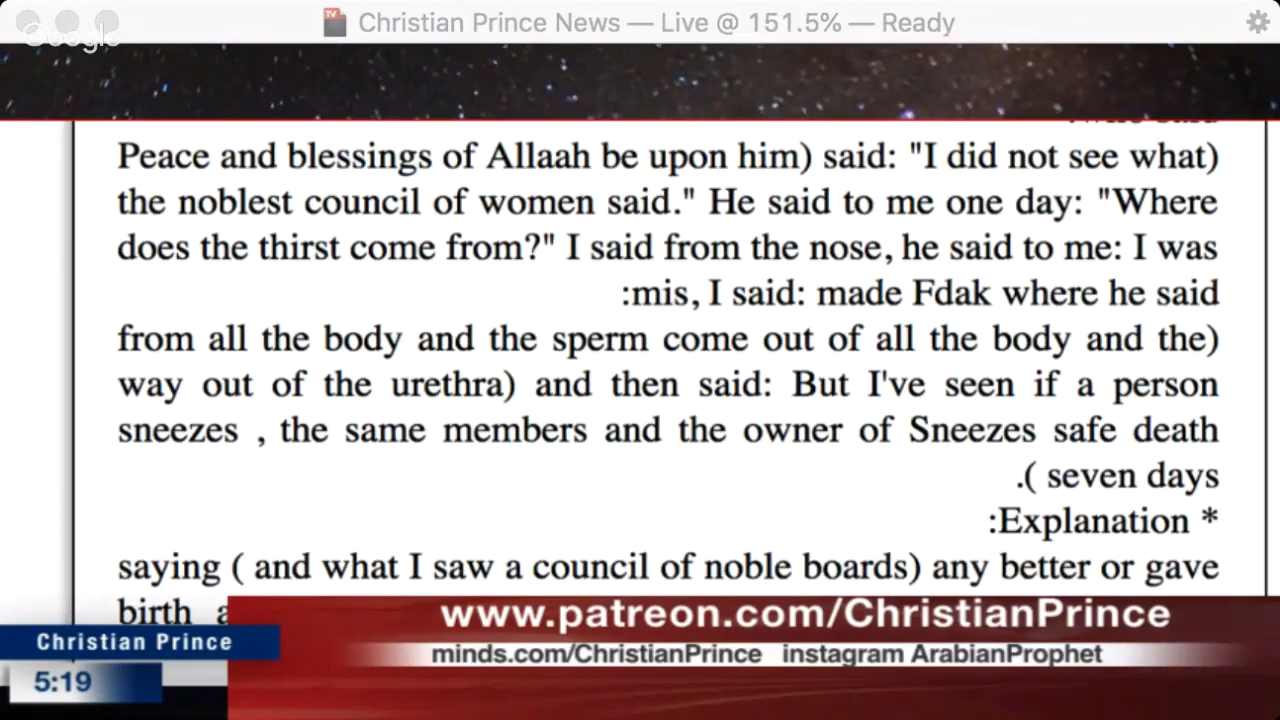 Christian Prince News — Live @ 151.5% — Ready
Google
Peace and blessings of Allaah be upon him) said: "I did not see what)
the noblest council of women said." He said to me one day: "Where
does the thirst come from?" I said from the nose, he said to me: I was
:mis, I said: made Fdak where he said
from all the body and the sperm come out of all the body and the)
way out of the urethra) and then said: But I've seen if a person
sneezes , the same members and the owner of Sneezes safe death
.( seven days
:Explanation *
saying ( and what I saw a council of noble boards) any better or gave
birth
www.patreon.com/ChristianPrince
Christian Prince
minds.com/ChristianPrince instagram ArabianProphet
5:19